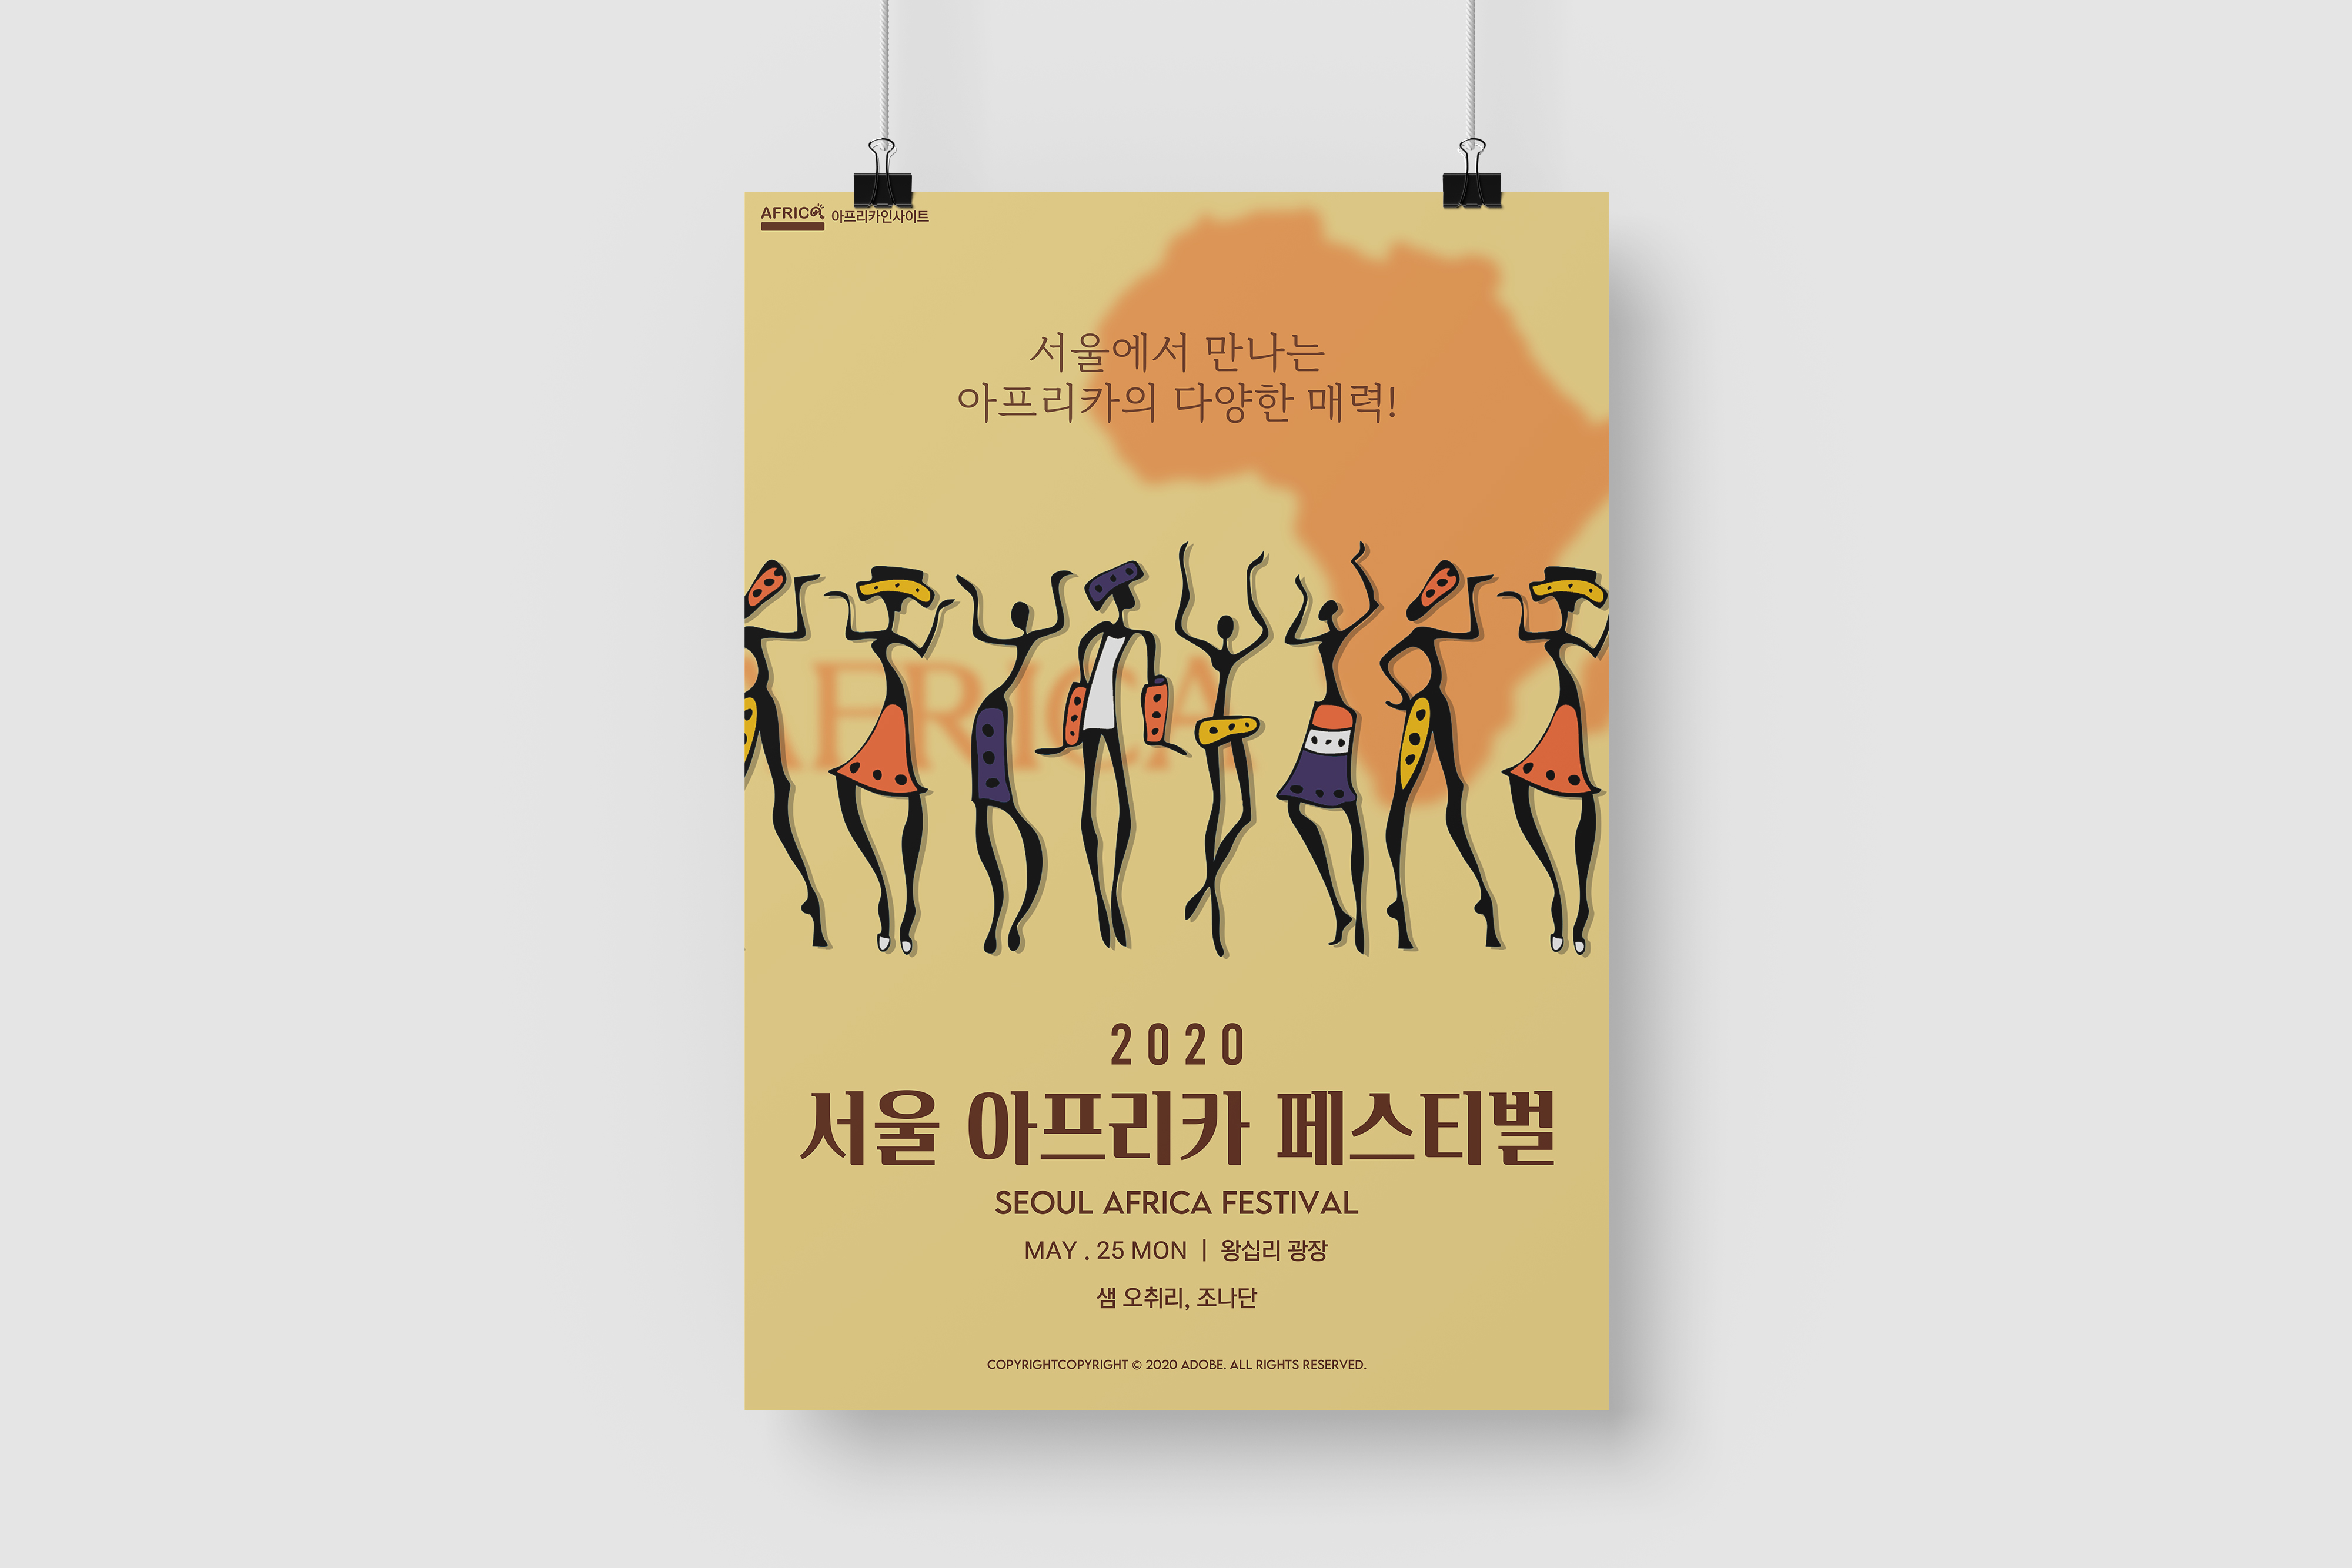 AFRICA 아프리카인사이트
서울에서 만나는
아프리카의 다양한 매력!
AFRICA
2020
서울 아프리카 페스티벌
SEOUL AFRICA FESTIVAL
MAY . 25 MON | 왕십리 광장
샘 오취리, 조나단
COPYRIGHTCOPYRIGHT © 2020 ADOBE. ALL RIGHTS RESERVED.